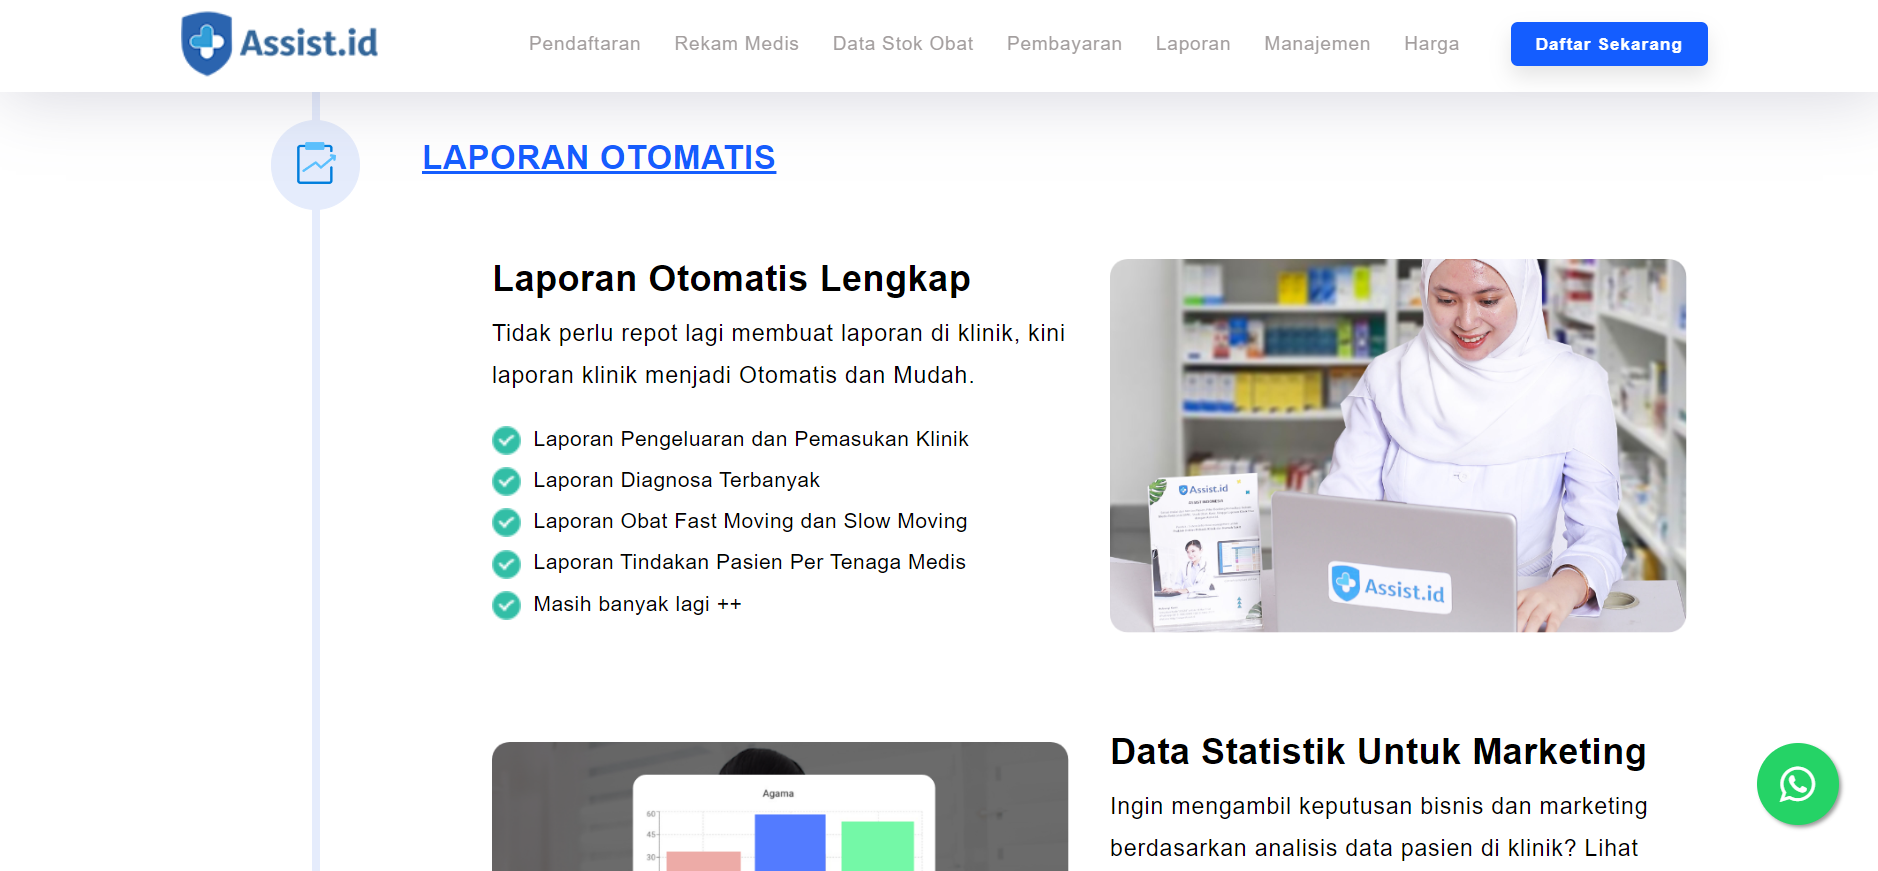 Assist.id
Pendaftaran Rekam Medis Data Stok Obat Pembayaran Laporan Manajemen Harga Daftar Sekarang
LAPORAN OTOMATIS
Laporan Otomatis Lengkap
Tidak perlu repot lagi membuat laporan di klinik, kini
laporan klinik menjadi Otomatis dan Mudah.
Laporan Pengeluaran dan Pemasukan Klinik
Laporan Diagnosa Terbanyak
Laporan Obat Fast Moving dan Slow Moving
Laporan Tindakan Pasien Per Tenaga Medis
Masih banyak lagi ++
Assist.id
Assist.id
Agama
60
45
30
Data Statistik Untuk Marketing
Ingin mengambil keputusan bisnis dan marketing
berdasarkan analisis data pasien di klinik? Lihat